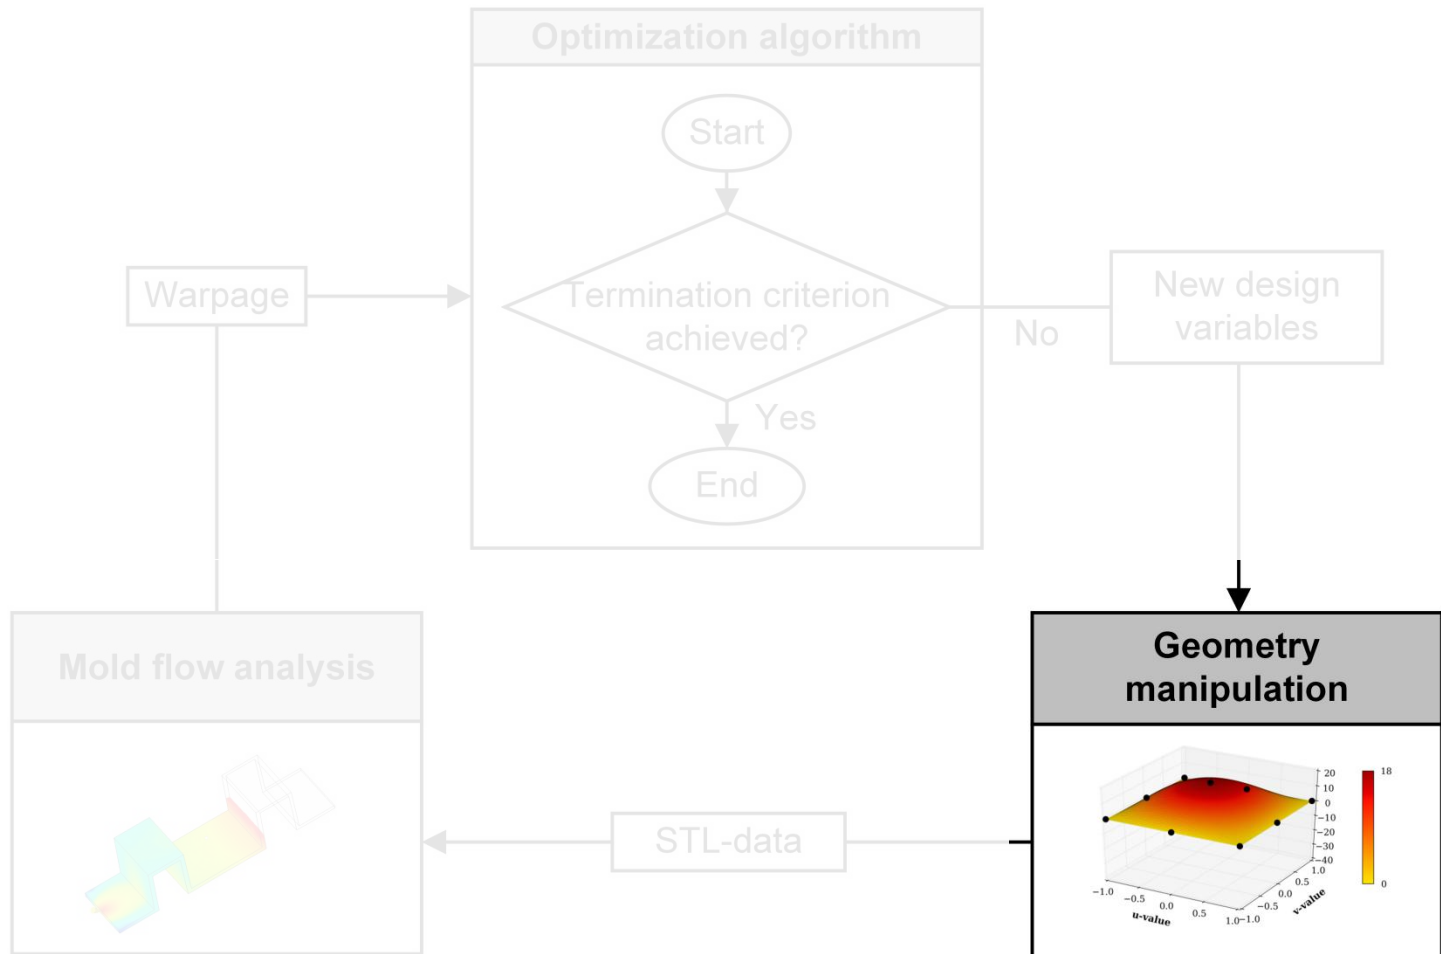 Optimization algorithm
Start
Termination criterion
achieved?
Yes
End
No
Warpage
New design
variables
Mold flow analysis
STL-data
Geometry
manipulation
20
10
0
−10
−20
−30
−40
18
0
−1.0
−0.5
0.0
0.5
1.0
u-value
−1.0
−0.5
0.0
0.5
1.0
v-value